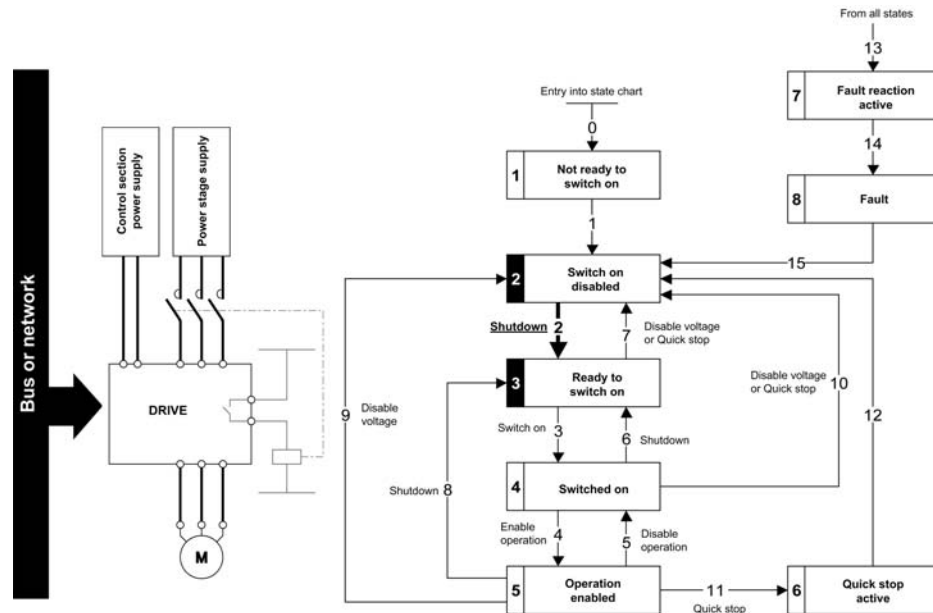 From all states
13
7
Fault reaction
active
14
8
Fault
15
Entry into state chart
0
1
Not ready to
switch on
1
2
Switch on
disabled
Shutdown 2
7
Disable voltage
or Quick stop
3
Ready to
switch on
Switch on
3
6
Shutdown
4
Switched on
Enable
operation
4
5
Disable
operation
5
Operation
enabled
11
Quick stop
6
Quick stop
active
Disable voltage
or Quick stop
10
12
9
Disable
voltage
Shutdown 8
Bus or network
Control section
power supply
Power stage supply
DRIVE
M